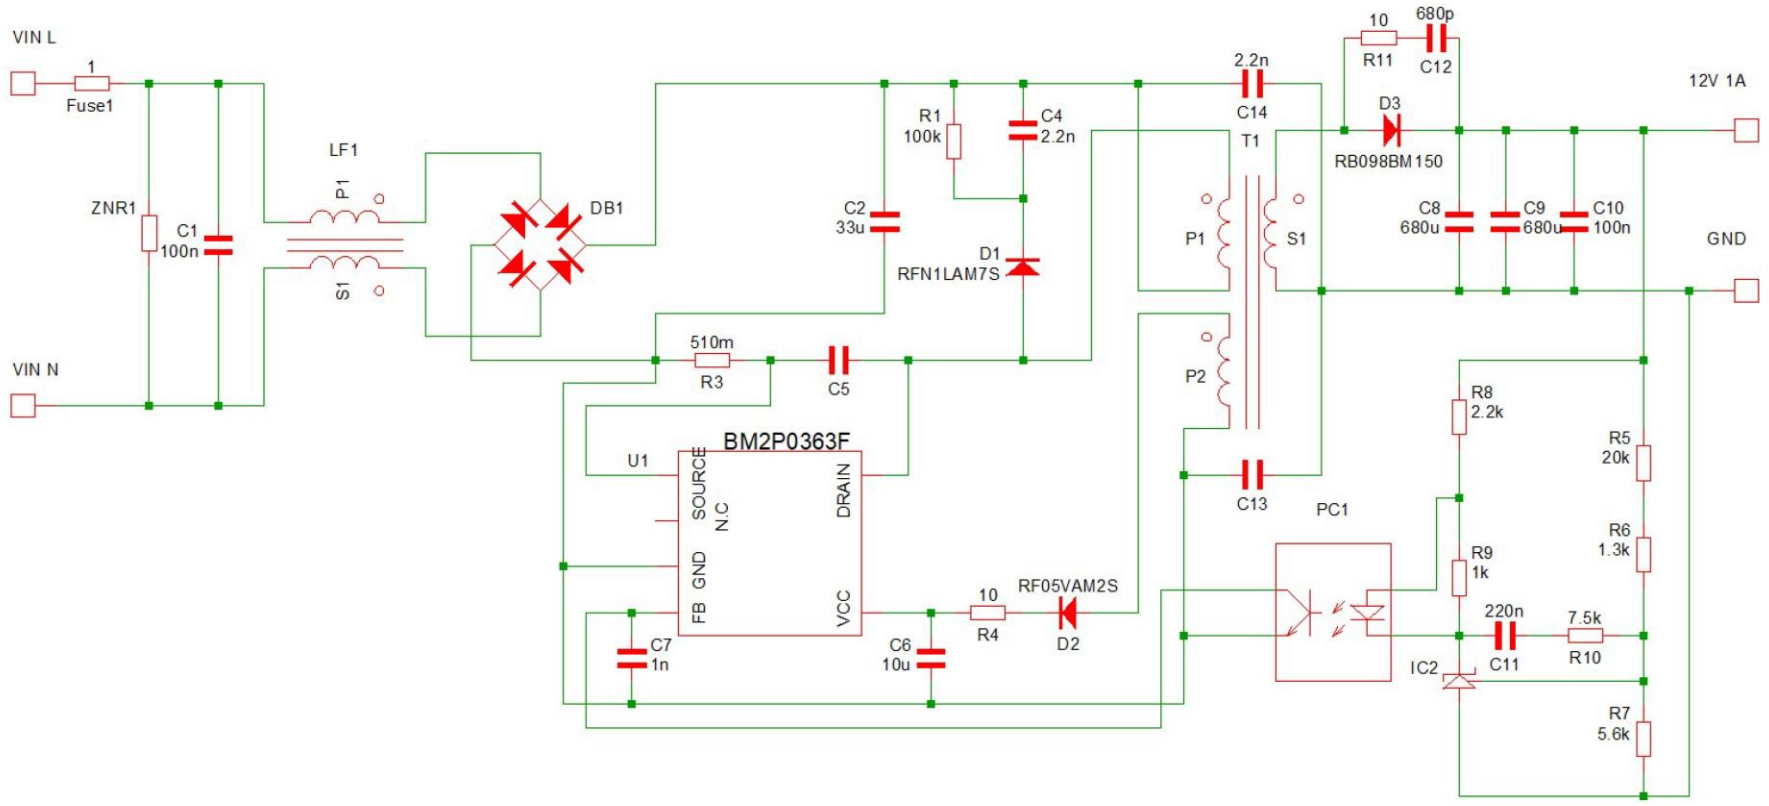 VIN L
1
Fuse1
ZNR1
C1
100n
VIN N
LF1
P1
S1
DB1
C2
33u
R1
100k
C4
2.2n
D1
RFN1LAM7S
510m
R3
C5
2.2n
C14
T1
P1
S1
P2
C13
10
R11
680p
C12
D3
RB098BM150
12V 1A
C8
680u
C9
680u
C10
100n
GND
BM2P0363F
U1
SOURCE
N.C
GND
FB
DRAIN
VCC
C7
1n
C6
10u
10
R4
RF05VAM2S
D2
PC1
R8
2.2k
R9
1k
R5
20k
R6
1.3k
220n
C11
7.5k
R10
IC2
R7
5.6k